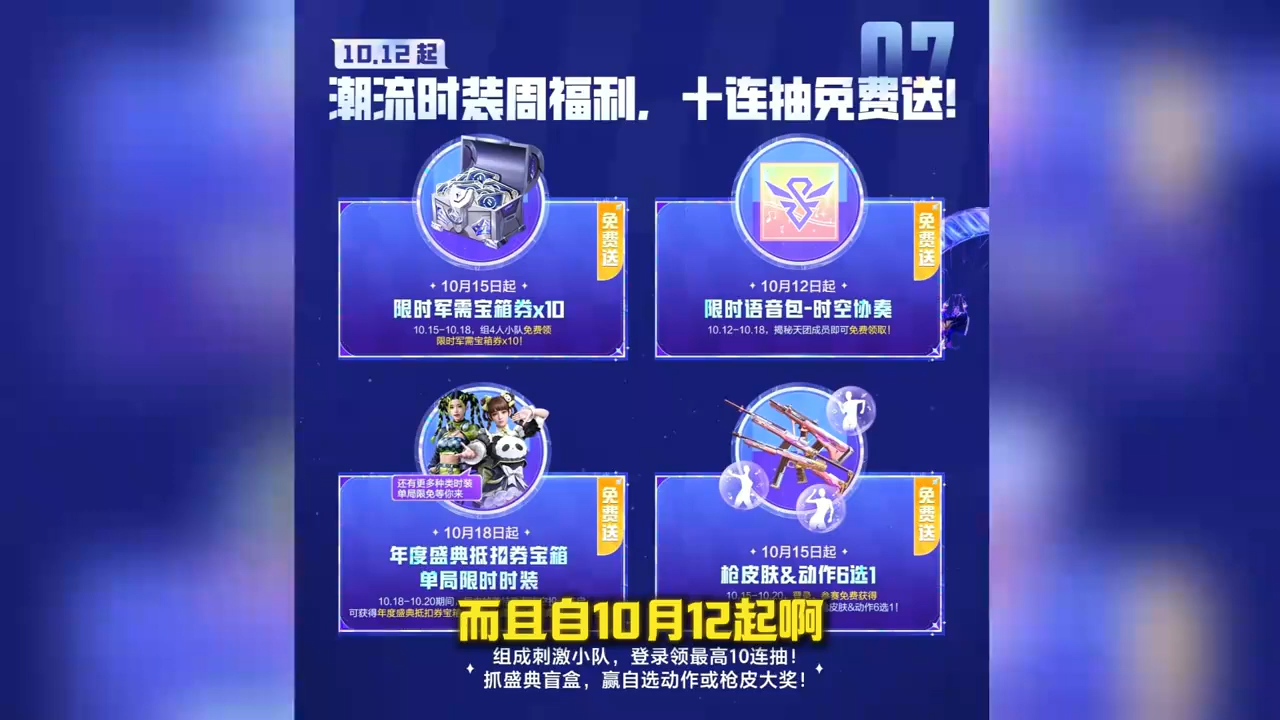 07
10.12 起
潮流时装周福利，十连抽免费送!
免费送
10月15日起
限时军需宝箱券x10
10.15-10.18，组4人小队免费领
限时军需宝箱券x10!
免费送
10月12日起
限时语音包-时空协奏
10.12-10.18，揭秘天团成员即可免费领取!
还有更多种类时装
单局限免等你来
免费送
10月18日起
年度盛典抵扣券宝箱
单局限时时装
10.18-10.20期间，
可获得年度盛典抵扣券宝箱
免费送
10月15日起
枪皮肤&动作6选1
10.15-10.20，登录、参赛免费获得
皮肤&动作6选1!
而且自10月12起啊
组成刺激小队，登录领最高10连抽!
抓盛典盲盒，赢自选动作或枪皮大奖!